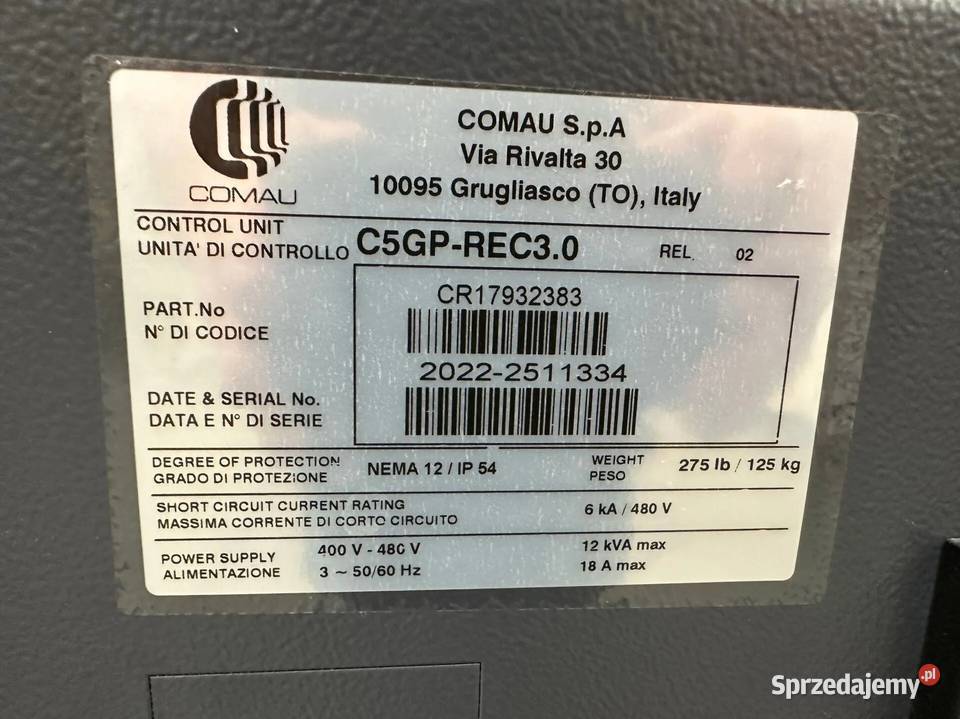 COMAU
COMAU S.p.A
Via Rivalta 30
10095 Grugliasco (TO), Italy
CONTROL UNIT
UNITA' DI CONTROLLO C5GP-REC3.0 REL. 02
PART.No
N° DI CODICE
CR17932383
2022-2511334
DATE & SERIAL No.
DATA E N° DI SERIE
DEGREE OF PROTECTION
GRADO DI PROTEZIONE
NEMA 12 / IP 54
WEIGHT
PESO
275 lb / 125 kg
SHORT CIRCUIT CURRENT RATING
MASSIMA CORRENTE DI CORTO CIRCUITO
6 kA / 480 V
POWER SUPPLY
ALIMENTAZIONE
400 V - 480 V
3 ~ 50/60 Hz
12 kVA max
18 A max
Sprzedajemy.pl